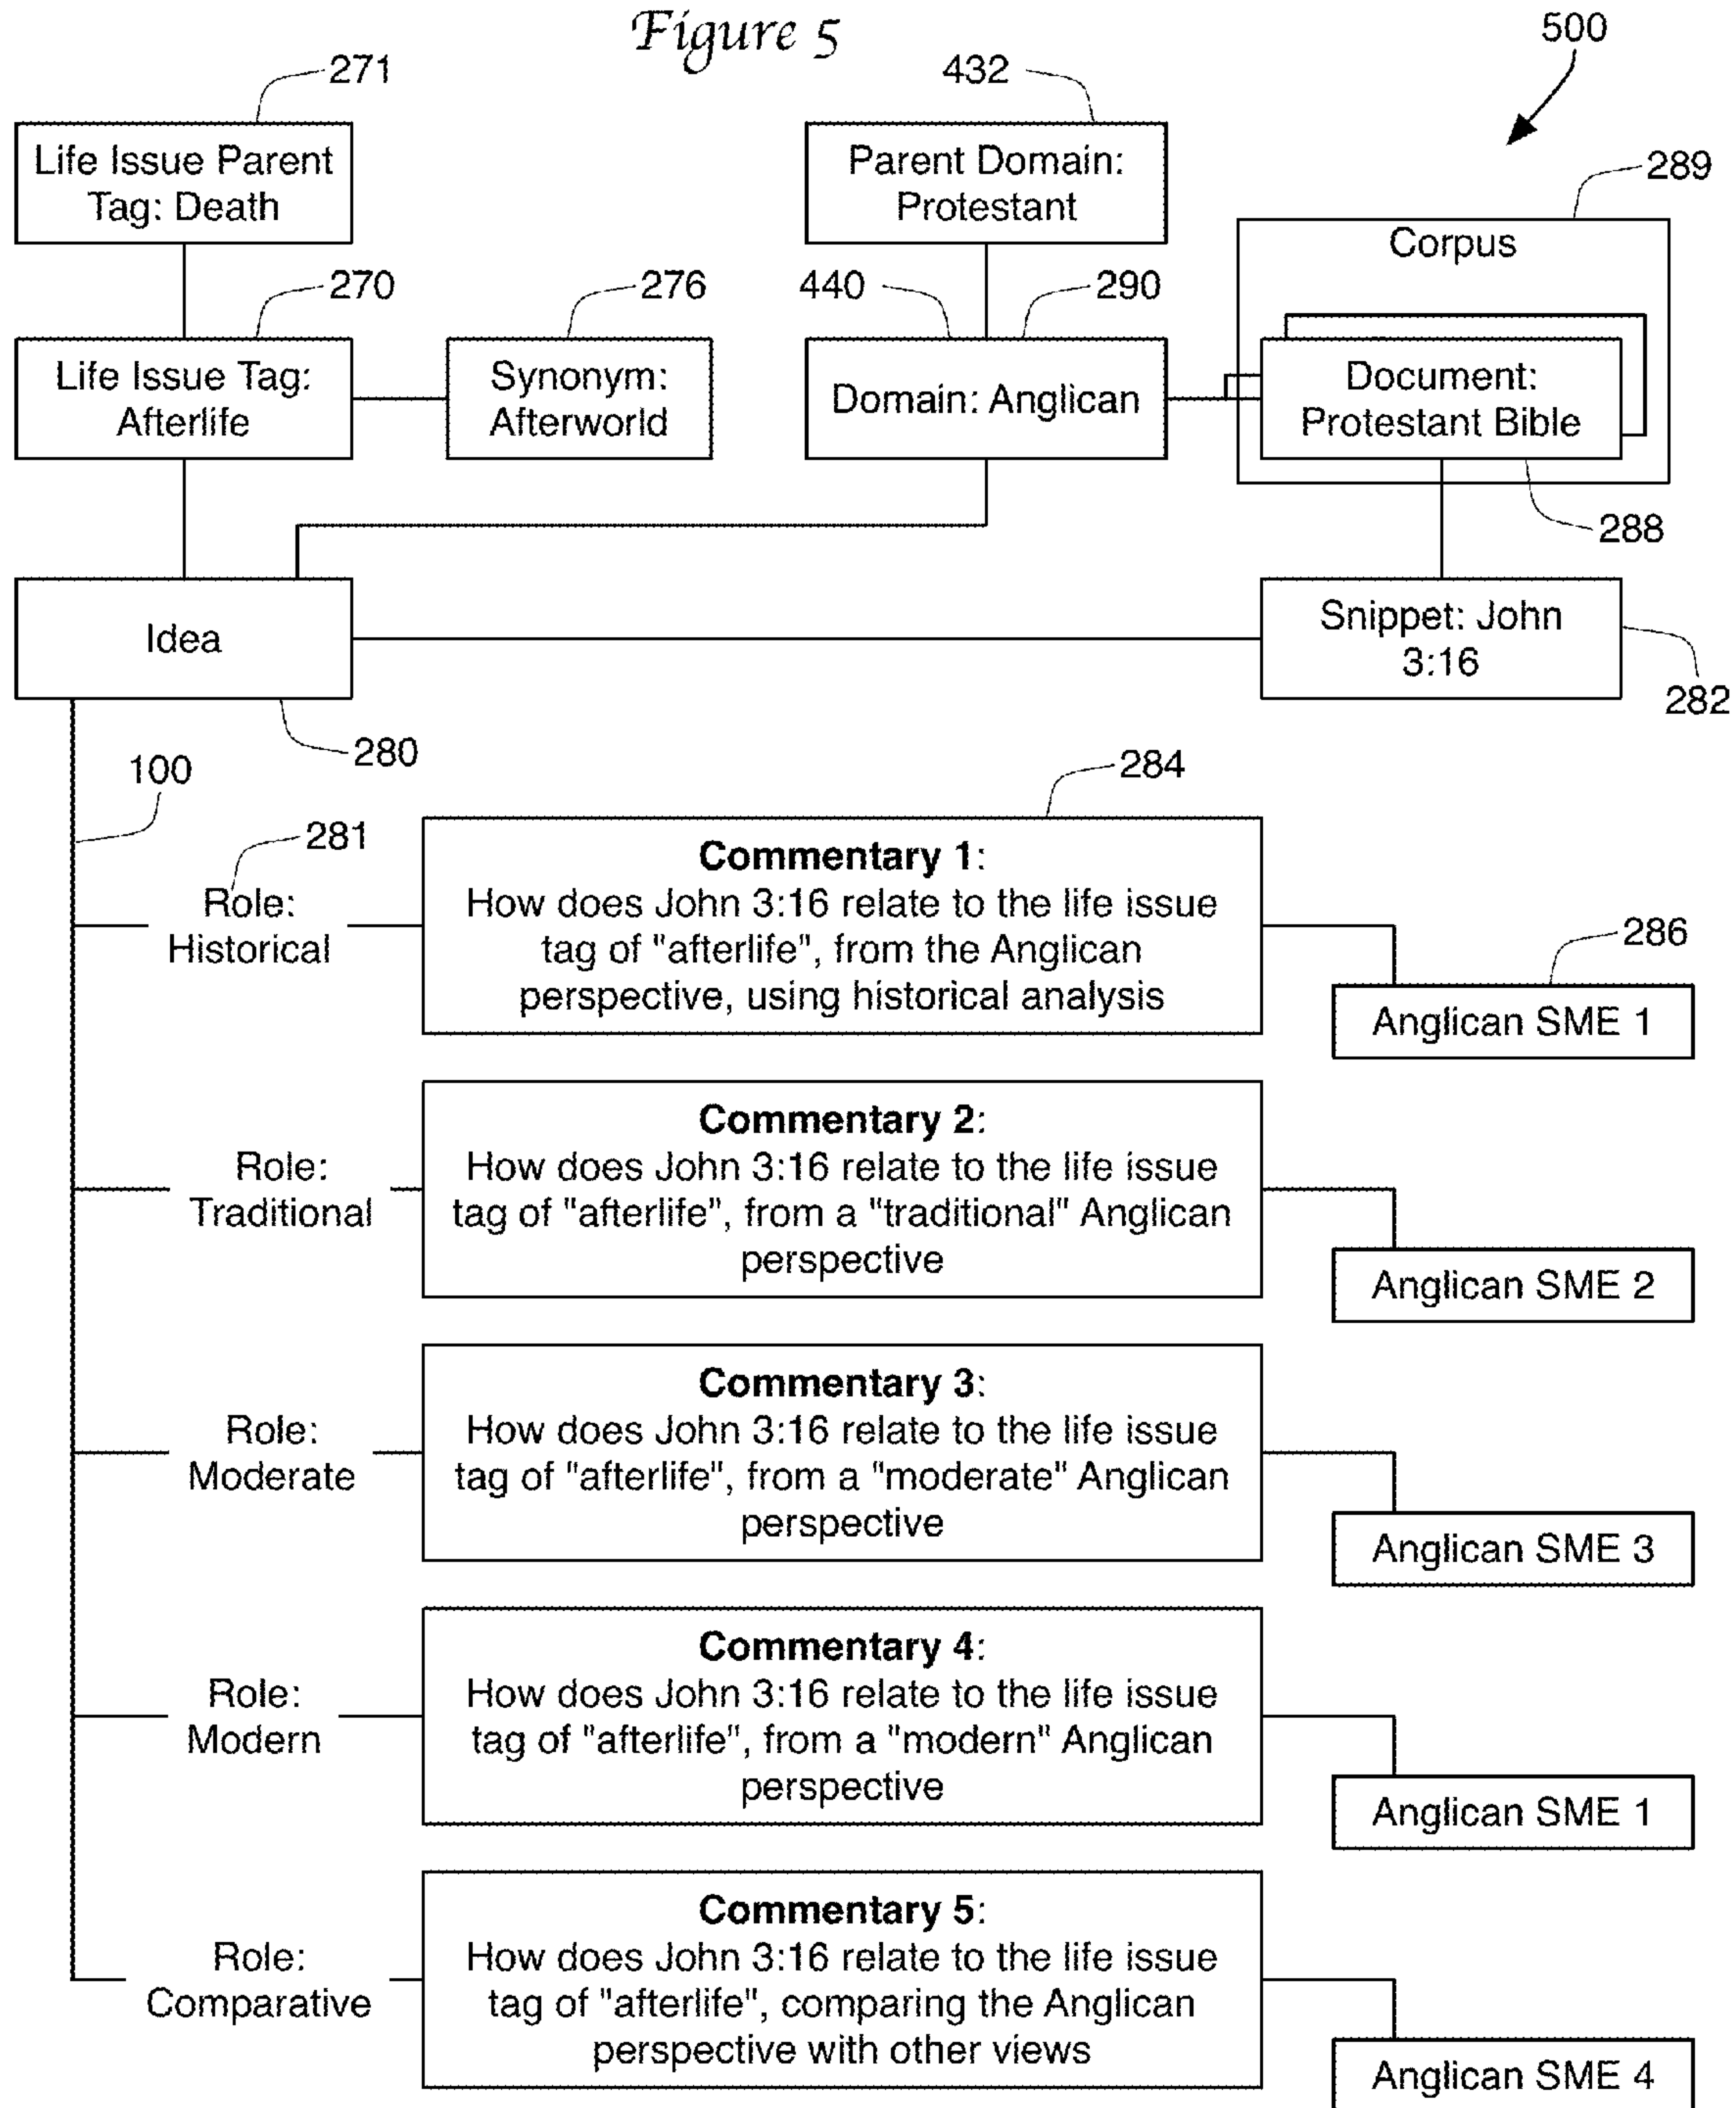 Figure 5
500
271
432
Life Issue Parent
Tag: Death
Parent Domain:
Protestant
289
Corpus
270
276
440
290
Life Issue Tag:
Afterlife
Synonym:
Afterworld
Domain: Anglican
Document:
Protestant Bible
288
Idea
Snippet: John
3:16
282
280
100
284
281
Role:
Historical
Commentary 1:
How does John 3:16 relate to the life issue
tag of "afterlife", from the Anglican
perspective, using historical analysis
286
Anglican SME 1
Role:
Traditional
Commentary 2:
How does John 3:16 relate to the life issue
tag of "afterlife", from a "traditional" Anglican
perspective
Anglican SME 2
Role:
Moderate
Commentary 3:
How does John 3:16 relate to the life issue
tag of "afterlife", from a "moderate" Anglican
perspective
Anglican SME 3
Role:
Modern
Commentary 4:
How does John 3:16 relate to the life issue
tag of "afterlife", from a "modern" Anglican
perspective
Anglican SME 1
Role:
Comparative
Commentary 5:
How does John 3:16 relate to the life issue
tag of "afterlife", comparing the Anglican
perspective with other views
Anglican SME 4